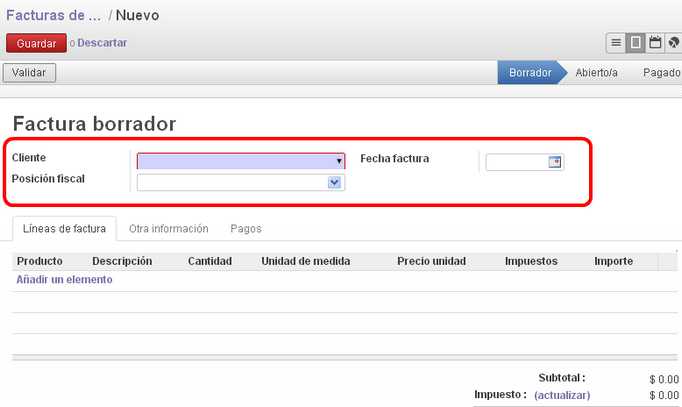 Facturas de ... / Nuevo
Guardar o Descartar
Validar Borrador Abierto/a Pagado
Factura borrador
Cliente Fecha factura
Posición fiscal
Líneas de factura Otra información Pagos
Producto Descripción Cantidad Unidad de medida Precio unidad Impuestos Importe
Añadir un elemento
Subtotal : $ 0.00
Impuesto : (actualizar) $ 0.00